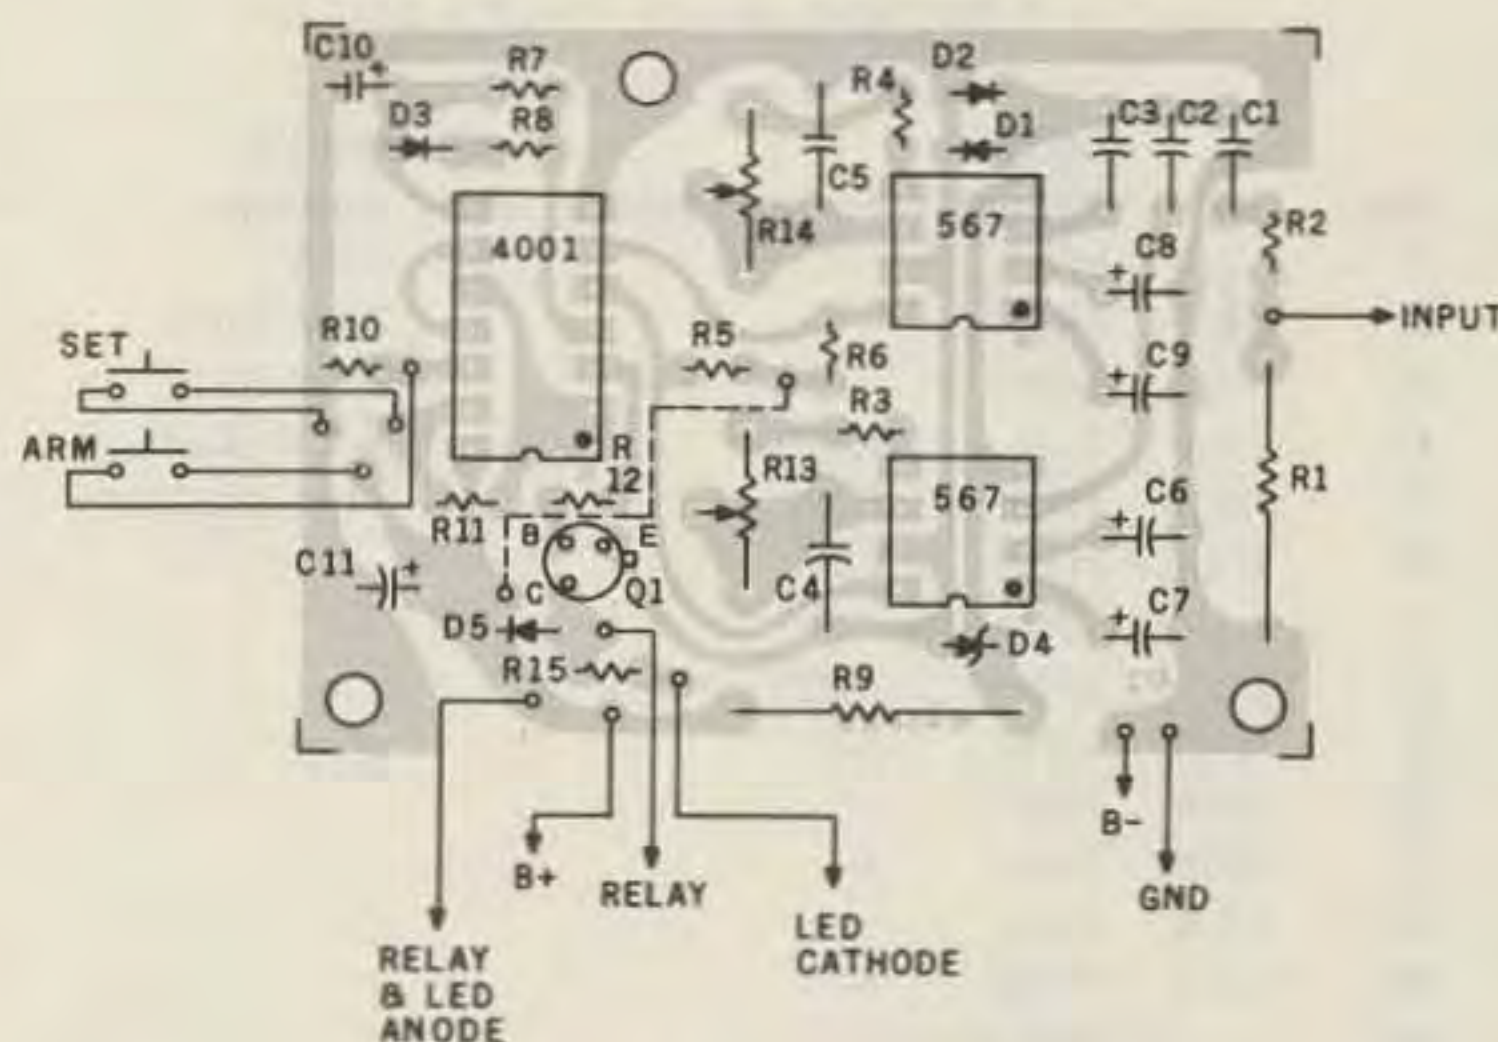 C10
+
R7
D2
R4
D3
R8
C3
C2
C1
D1
C5
4001
R14
567
R2
C8
+
INPUT
SET
R10
R5
R6
C9
+
R3
ARM
R
12
R13
567
R1
C6
+
R11
B
E
C11
+
C
Q1
C4
C7
+
D5
D4
R15
R9
B+
RELAY
B-
GND
LED
CATHODE
RELAY
& LED
ANODE